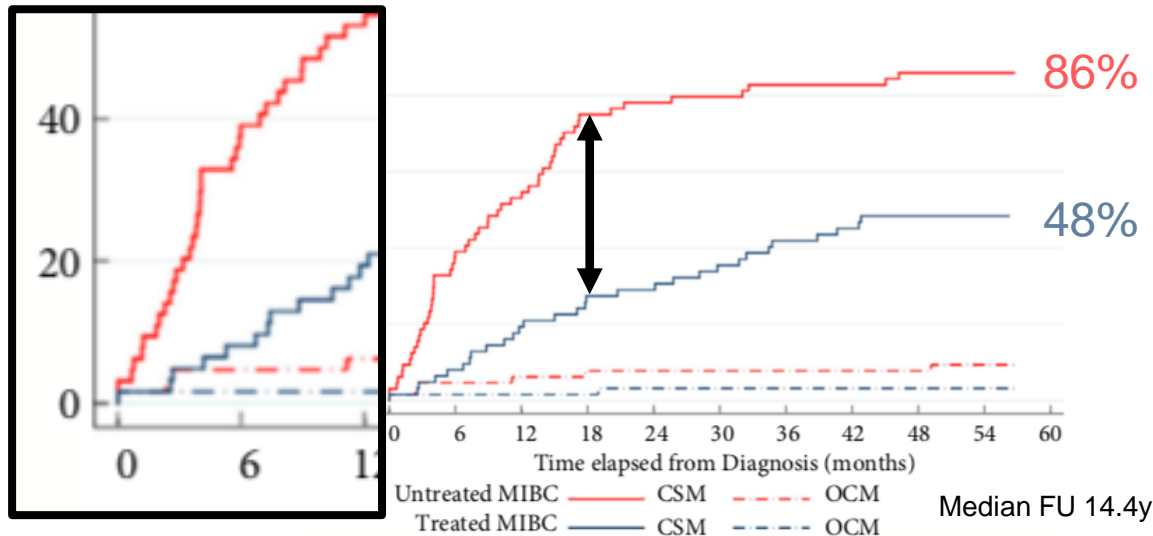 86%
40
48%
20
0
0 6 12
0 6 12 18 24 30 36 42 48 54 60
Time elapsed from Diagnosis (months)
Untreated MIBC CSM OCM
Treated MIBC CSM OCM
Median FU 14.4y